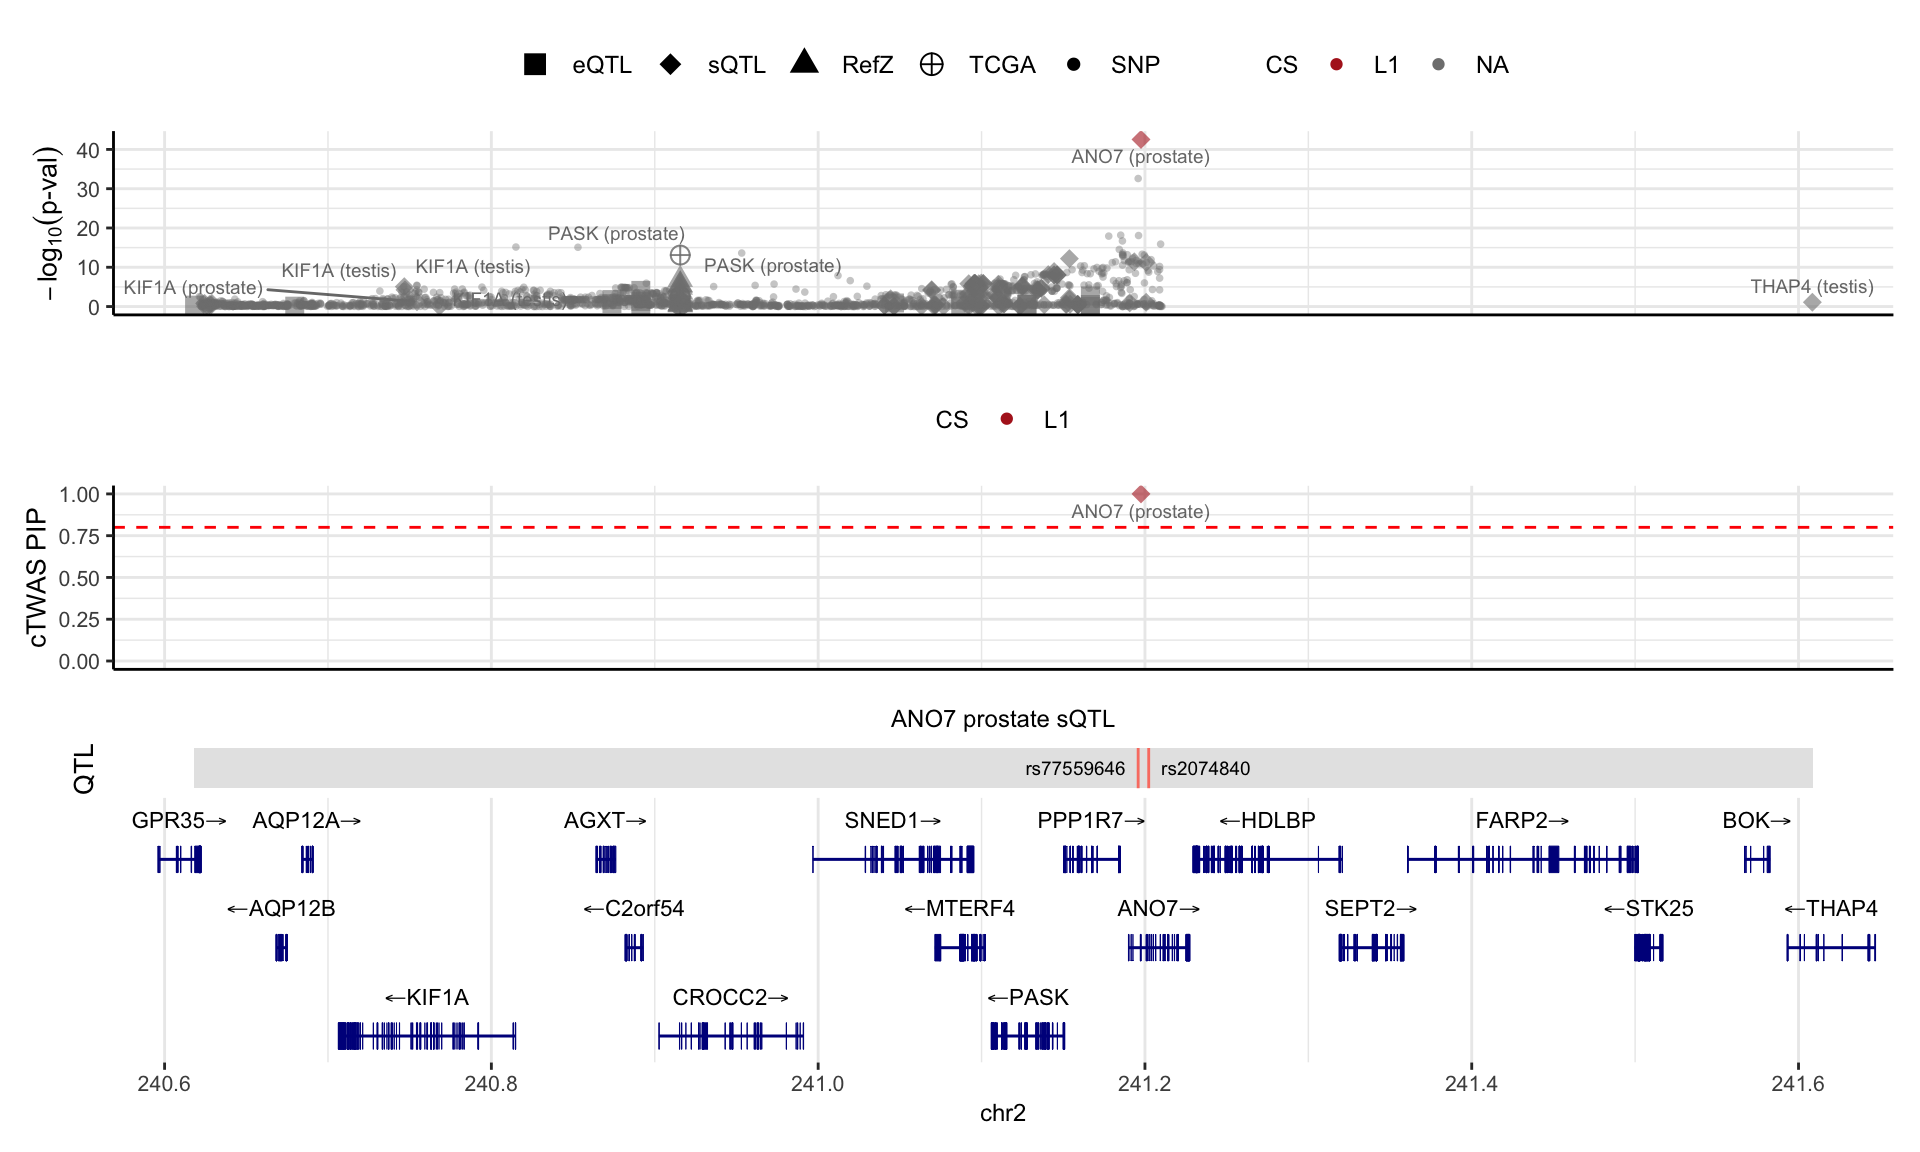 eQTL sQTL RefZ TCGA SNP CS L1 NA
−log10(p-val)
40
30
20
10
0
ANO7 (prostate)
PASK (prostate)
KIF1A (testis)
KIF1A (testis)
PASK (prostate)
KIF1A (prostate)
KIF1A (testis)
THAP4 (testis)
CS L1
cTWAS PIP
1.00
0.75
0.50
0.25
0.00
ANO7 (prostate)
ANO7 prostate sQTL
QTL
rs77559646 rs2074840
GPR35→ AQP12A→ AGXT→ SNED1→ PPP1R7→ ←HDLBP FARP2→ BOK→
←AQP12B ←C2orf54 ←MTERF4 ANO7→ SEPT2→ ←STK25 ←THAP4
←KIF1A CROCC2→ ←PASK
240.6 240.8 241.0 241.2 241.4 241.6
chr2